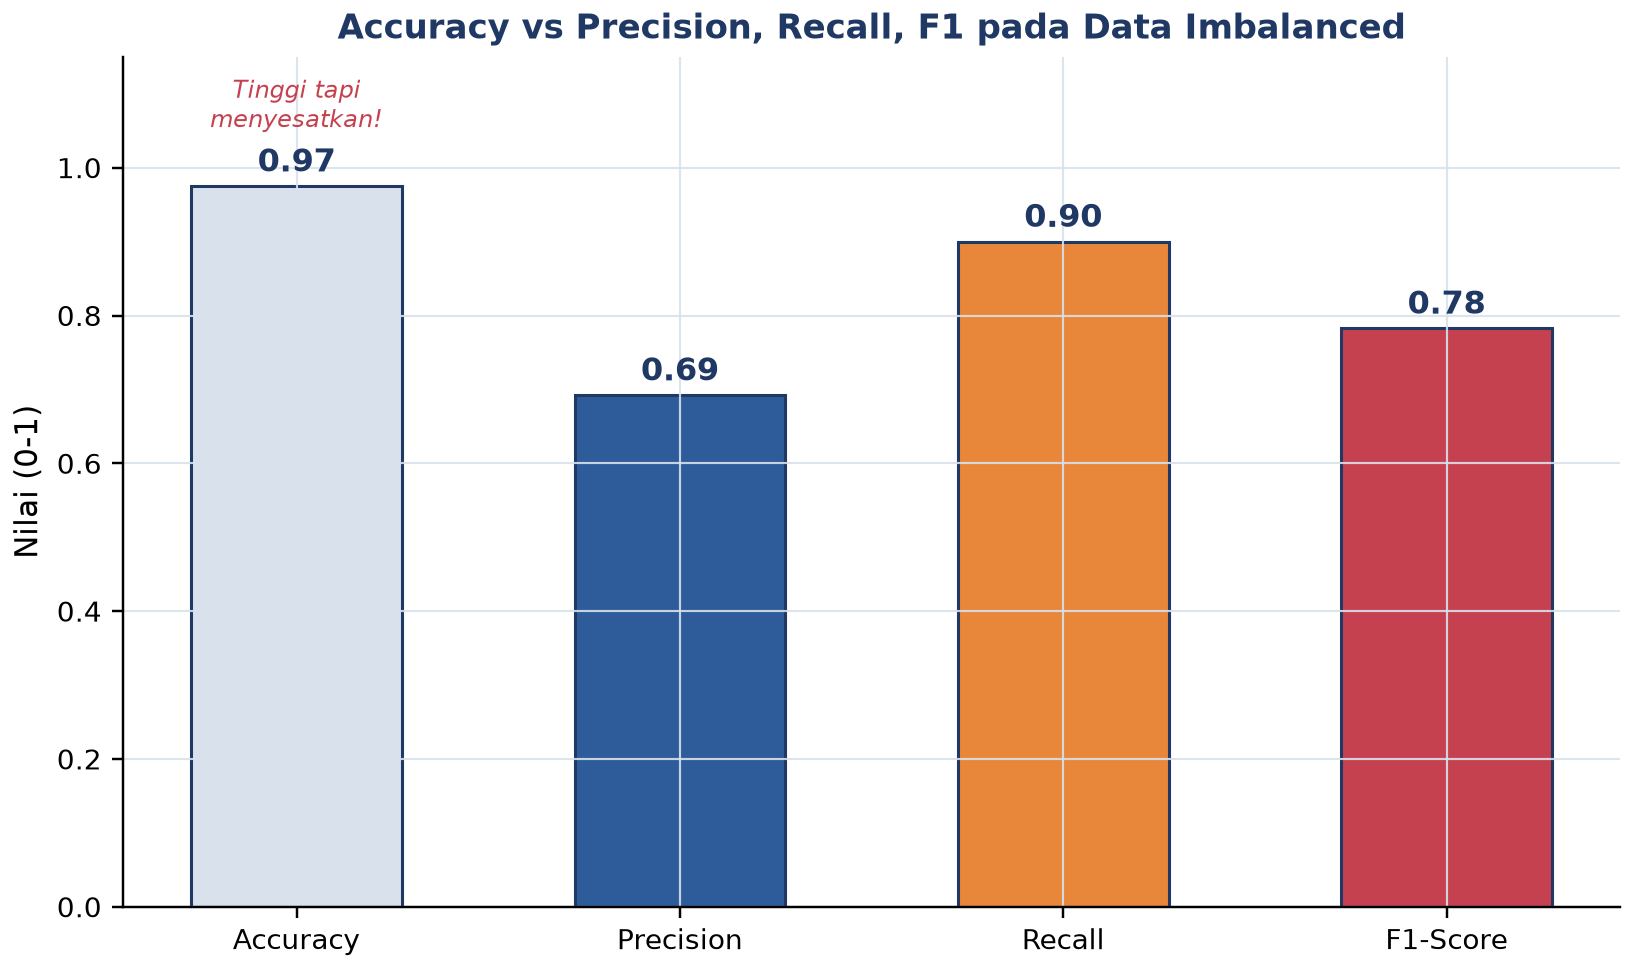 Accuracy vs Precision, Recall, F1 pada Data Imbalanced
Tinggi tapi
menyesatkan!
0.97
0.69
0.90
0.78
Nilai (0-1)
1.0
0.8
0.6
0.4
0.2
0.0
Accuracy
Precision
Recall
F1-Score